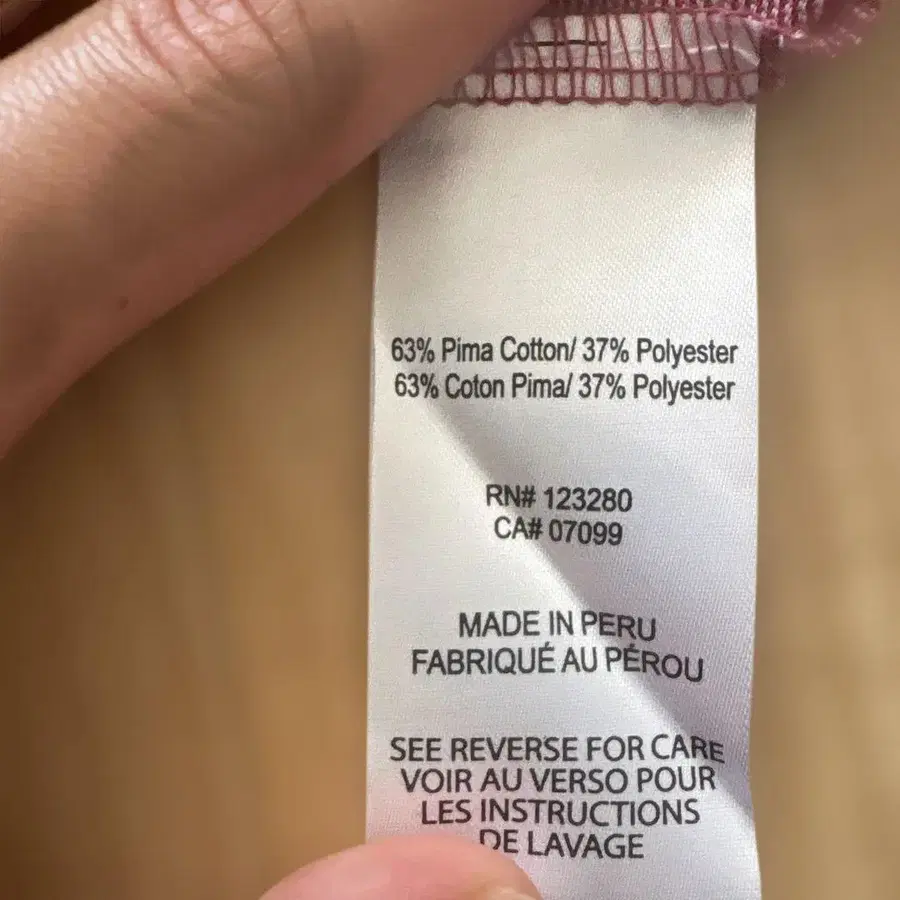 63% Pima Cotton/ 37% Polyester
63% Coton Pima/ 37% Polyester
RN# 123280
CA# 07099
MADE IN PERU
FABRIQUÉ AU PÉROU
SEE REVERSE FOR CARE
VOIR AU VERSO POUR
LES INSTRUCTIONS
DE LAVAGE